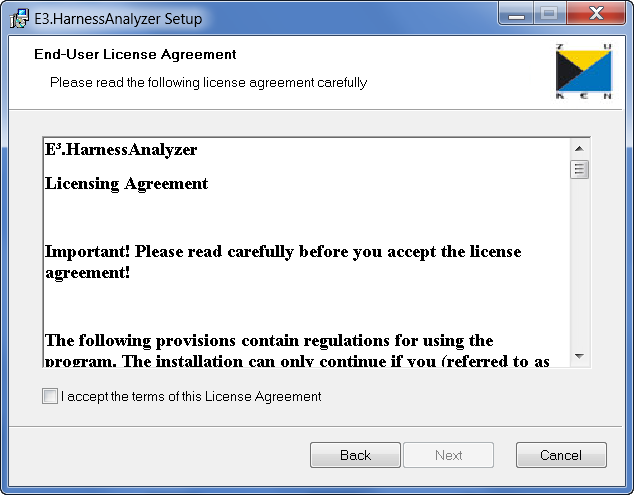 E3.HarnessAnalyzer Setup
End-User License Agreement
Please read the following license agreement carefully
Z U
K E N
E³.HarnessAnalyzer
Licensing Agreement
Important! Please read carefully before you accept the license
agreement!
The following provisions contain regulations for using the
program. The installation can only continue if you (referred to as
I accept the terms of this License Agreement
Back
Next
Cancel